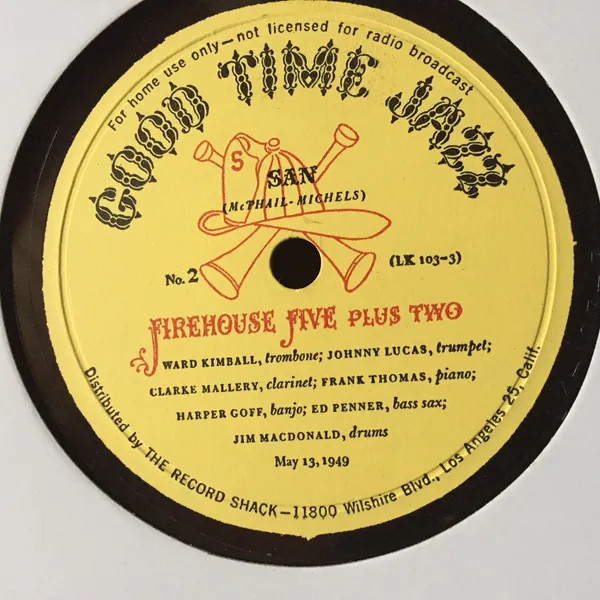 For home use only—not licensed for radio broadcast
GOOD TIME JAZZ
S
SAN
(McPHAIL-MICHELS)
No. 2
(LK 103-3)
FIREHOUSE FIVE PLUS TWO
WARD KIMBALL, trombone; JOHNNY LUCAS, trumpet;
CLARKE MALLERY, clarinet; FRANK THOMAS, piano;
HARPER GOFF, banjo; ED PENNER, bass sax;
JIM MACDONALD, drums
May 13, 1949
Distributed by THE RECORD SHACK—11800 Wilshire Blvd., Los Angeles 25, Calif.